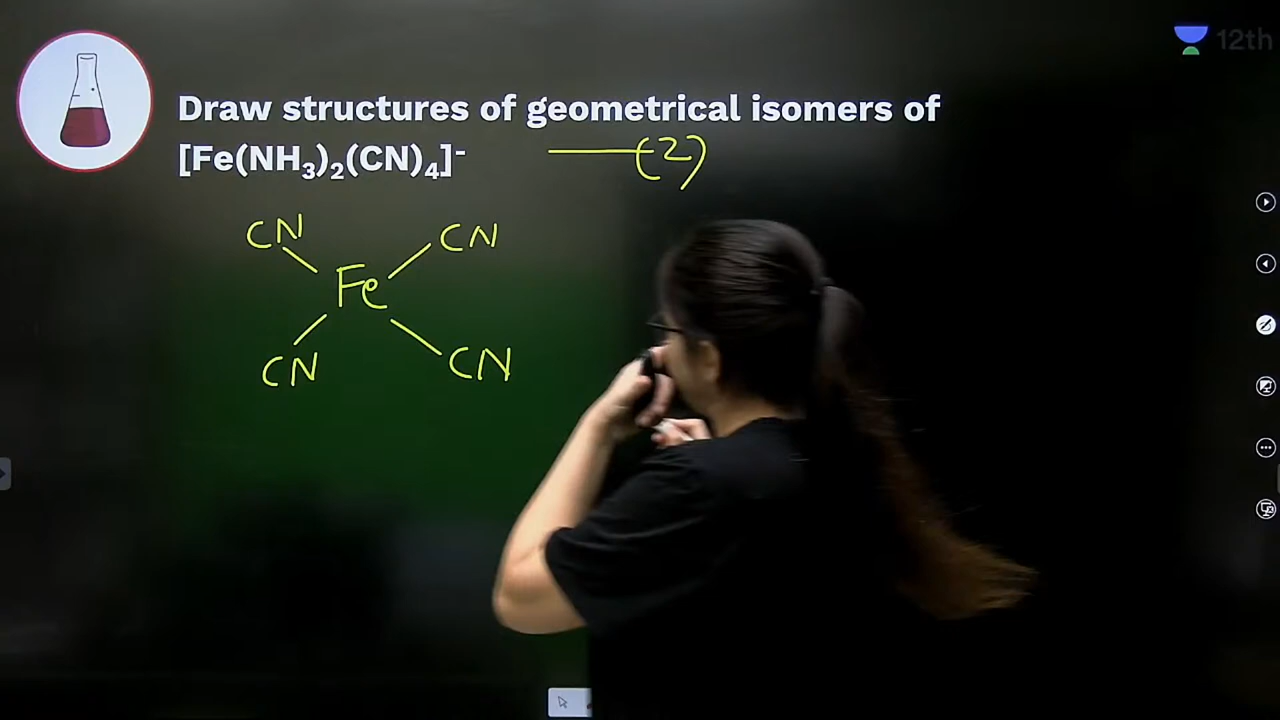 12th
Draw structures of geometrical isomers of
[Fe(NH₃)₂(CN)₄]⁻ (2)
CN CN
Fe
CN CN